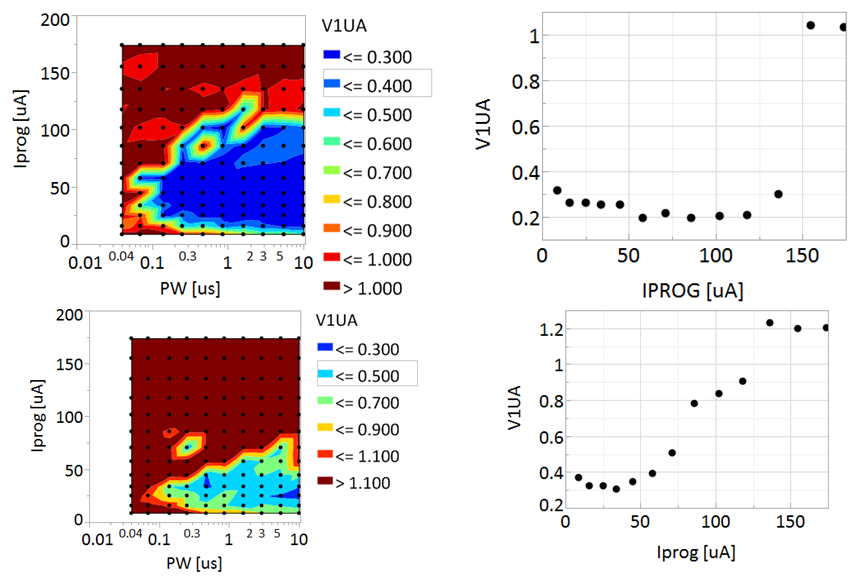 V1UA
<= 0.300
<= 0.400
<= 0.500
<= 0.600
<= 0.700
<= 0.800
<= 0.900
<= 1.000
> 1.000
Iprog [uA]
200
150
100
50
0
0.01 0.04 0.1 0.3 1 2 3 5 10
PW [us]
V1UA
1
0.8
0.6
0.4
0.2
0 50 100 150
IPROG [uA]
V1UA
<= 0.300
<= 0.500
<= 0.700
<= 0.900
<= 1.100
> 1.100
Iprog [uA]
200
150
100
50
0
0.01 0.04 0.1 0.3 1 2 3 5 10
PW [us]
V1UA
1.2
1
0.8
0.6
0.4
0.2
0 50 100 150
Iprog [uA]